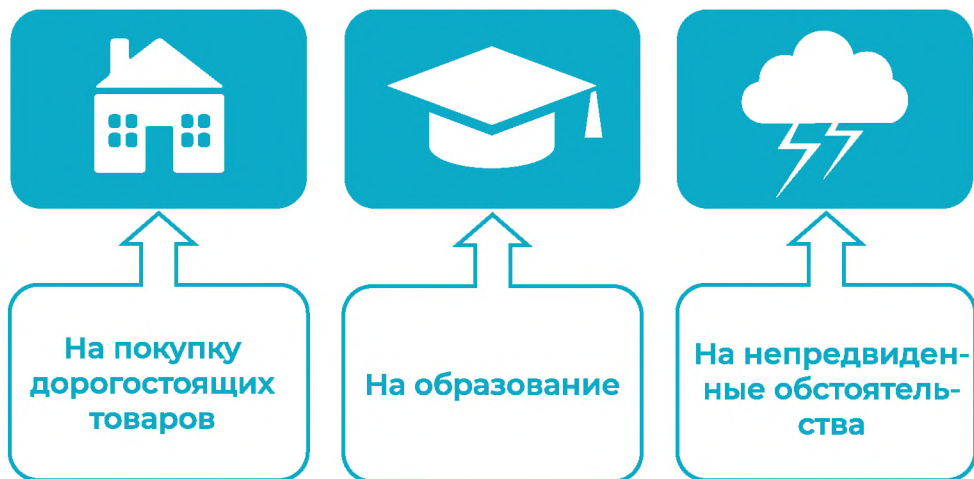 На покупку
дорогостоящих
товаров
На образование
На непредвиден-
ные обстоятель-
ства